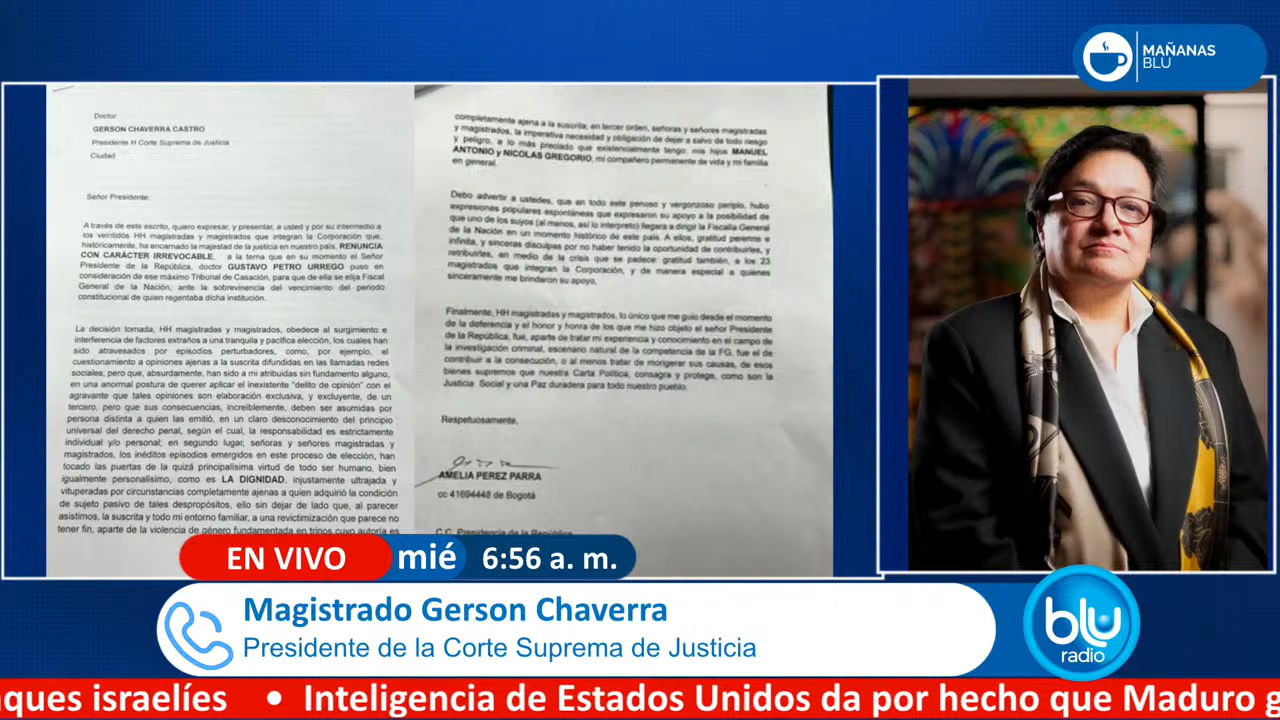 MAÑANAS
BLU
Doctor
GERSON CHAVERRA CASTRO
Presidente H Corte Suprema de Justicia
Ciudad
Señor Presidente:
A través de este escrito, quiero expresar, y presentar, a usted y por su intermedio a
los veintidos HH magistradas y magistrados que integran la Corporación que,
históricamente, ha encarnado la majestad de la justicia en nuestro país. RENUNCIA
CON CARÁCTER IRREVOCABLE, a la terna que en su momento el Señor
Presidente de la República, doctor GUSTAVO PETRO URREGO puso en
consideración de ese máximo Tribunal de Casación, para que de ella se elija Fiscal
General de la Nación, ante la sobrevinencia del vencimiento del periodo
constitucional de quien regentaba dicha institución.
La decisión tomada, HH magistradas y magistrados, obedece al surgimiento e
interferencia de factores extraños a una tranquila y pacífica elección, los cuales han
sido atravesados por episodios perturbadores, como, por ejemplo, el
cuestionamiento a opiniones ajenas a la suscrita difundidas en las llamadas redes
sociales, pero que, absurdamente, han sido a mi atribuidas sin fundamento alguno,
en una anormal postura de querer aplicar el inexistente “delito de opinión” con el
agravante que tales opiniones son elaboración exclusiva, y excluyente, de un
tercero, pero que sus consecuencias, increíblemente, deben ser asumidas por
persona distinta a quien las emitió, en un claro desconocimiento del principio
universal del derecho penal, según el cual, la responsabilidad es estrictamente
individual y/o personal; en segundo lugar, señoras y señores magistradas y
magistrados, los inéditos episodios emergidos en este proceso de elección, han
tocado las puertas de la quizá principalísima virtud de todo ser humano, bien
igualmente personalísimo, como es LA DIGNIDAD, injustamente ultrajada y
vituperadas por circunstancias completamente ajenas a quien adquirió la condición
de sujeto pasivo de tales despropósitos, ello sin dejar de lado que, al parecer
asistimos, la suscrita y todo mi entorno familiar, a una revictimización que parece no
tener fin, aparte de la violencia de género fundamentada en trinos cuyo autoría es
completamente ajena a la suscrita; en tercer orden, señoras y señores magistradas
y magistrados, la imperativa necesidad y obligación de dejar a salvo de todo riesgo
y peligro, a lo más preciado que existencialmente tengo: mis hijos MANUEL
ANTONIO y NICOLÁS GREGORIO, mi compañero permanente de vida y mi familia
en general.
Debo advertir a ustedes, que en todo este penoso y vergonzoso periplo, hubo
expresiones populares espontáneas que expresaron su apoyo a la posibilidad de
que uno de los suyos (al menos, así lo interpreto) llegara a dirigir la Fiscalía General
de la Nación en un momento histórico de este país. A ellos, gratitud perenne e
infinita, y sinceras disculpas por no haber tenido la oportunidad de contribuirles, y
retribuirles, en medio de la crisis que se padece; gratitud también, a los 23
magistrados que integran la Corporación, y de manera especial a quienes
sinceramente me brindaron su apoyo.
Finalmente, HH magistradas y magistrados, lo único que me guio desde el momento
de la deferencia y el honor y honra de los que me hizo objeto el señor Presidente
de la República, fue, aparte de tratar mi experiencia y conocimiento en el campo de
la investigación criminal, escenario natural de la competencia de la FG, fue el de
contribuir a la consecución, o al menos tratar de mongerar sus causas, de esos
bienes supremos que nuestra Carta Política, consagra y protege, como son la
Justicia Social y una Paz duradera para todo nuestro pueblo.
Respetuosamente,
AMELIA PEREZ PARRA
cc 41694448 de Bogotá
C.C. Presidencia de la República
EN VIVO mié 6:56 a. m.
Magistrado Gerson Chaverra
Presidente de la Corte Suprema de Justicia
blu
radio
ques israelíes • Inteligencia de Estados Unidos da por hecho que Maduro g